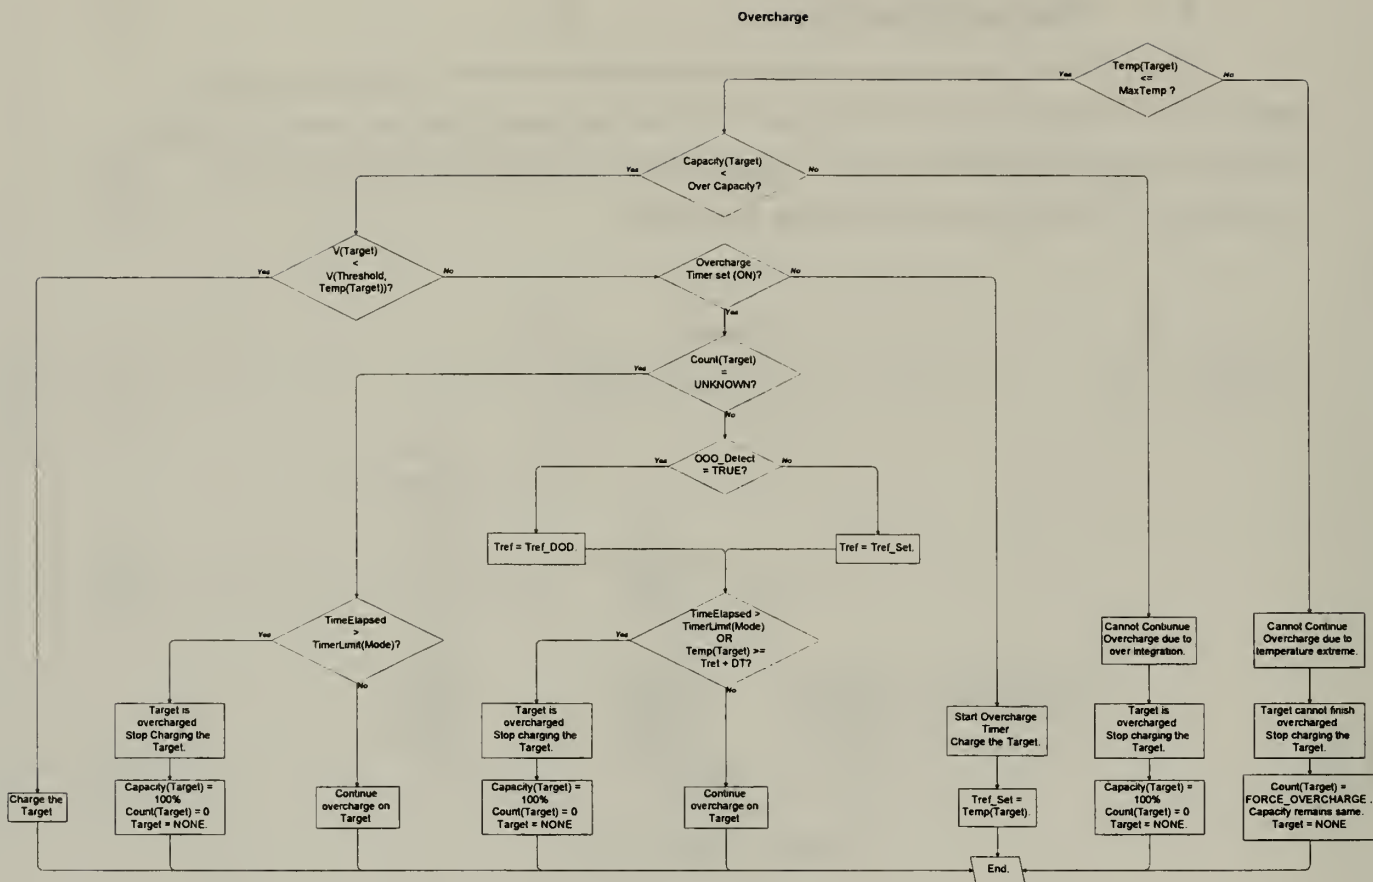 Overcharge
Temp(Target)
<=
MaxTemp ?
Yes
No
Capacity(Target)
<
Over Capacity?
Yes
No
V(Target)
<
V(Threshold,
Temp(Target))?
Yes
No
Overcharge
Timer set (ON)?
No
Yes
Count(Target)
=
UNKNOWN?
Yes
No
OOO_Detect
= TRUE?
Yes
No
Tref = Tref_DOD.
Tref = Tref_Set.
TimeElapsed
>
TimerLimit(Mode)?
Yes
No
TimeElapsed >
TimerLimit(Mode)
OR
Temp(Target) >=
Tref + DT?
Yes
No
Cannot Contiunue
Overcharge due to
over integration.
Cannot Continue
Overcharge due to
temperature extreme.
Target is
overcharged
Stop Charging the
Target.
Target is
overcharged
Stop charging the
Target.
Start Overcharge
Timer
Charge the Target.
Target is
overcharged
Stop charging the
Target.
Target cannot finish
overcharged
Stop charging the
Target.
Charge the
Target
Capacity(Target) =
100%
Count(Target) = 0
Target = NONE.
Continue
overcharge on
Target
Capacity(Target) =
100%
Count(Target) = 0
Target = NONE
Continue
overcharge on
Target
Tref_Set =
Temp(Target).
Capacity(Target) =
100%
Count(Target) = 0
Target = NONE.
Count(Target) =
FORCE_OVERCHARGE .
Capacity remains same.
Target = NONE
End.